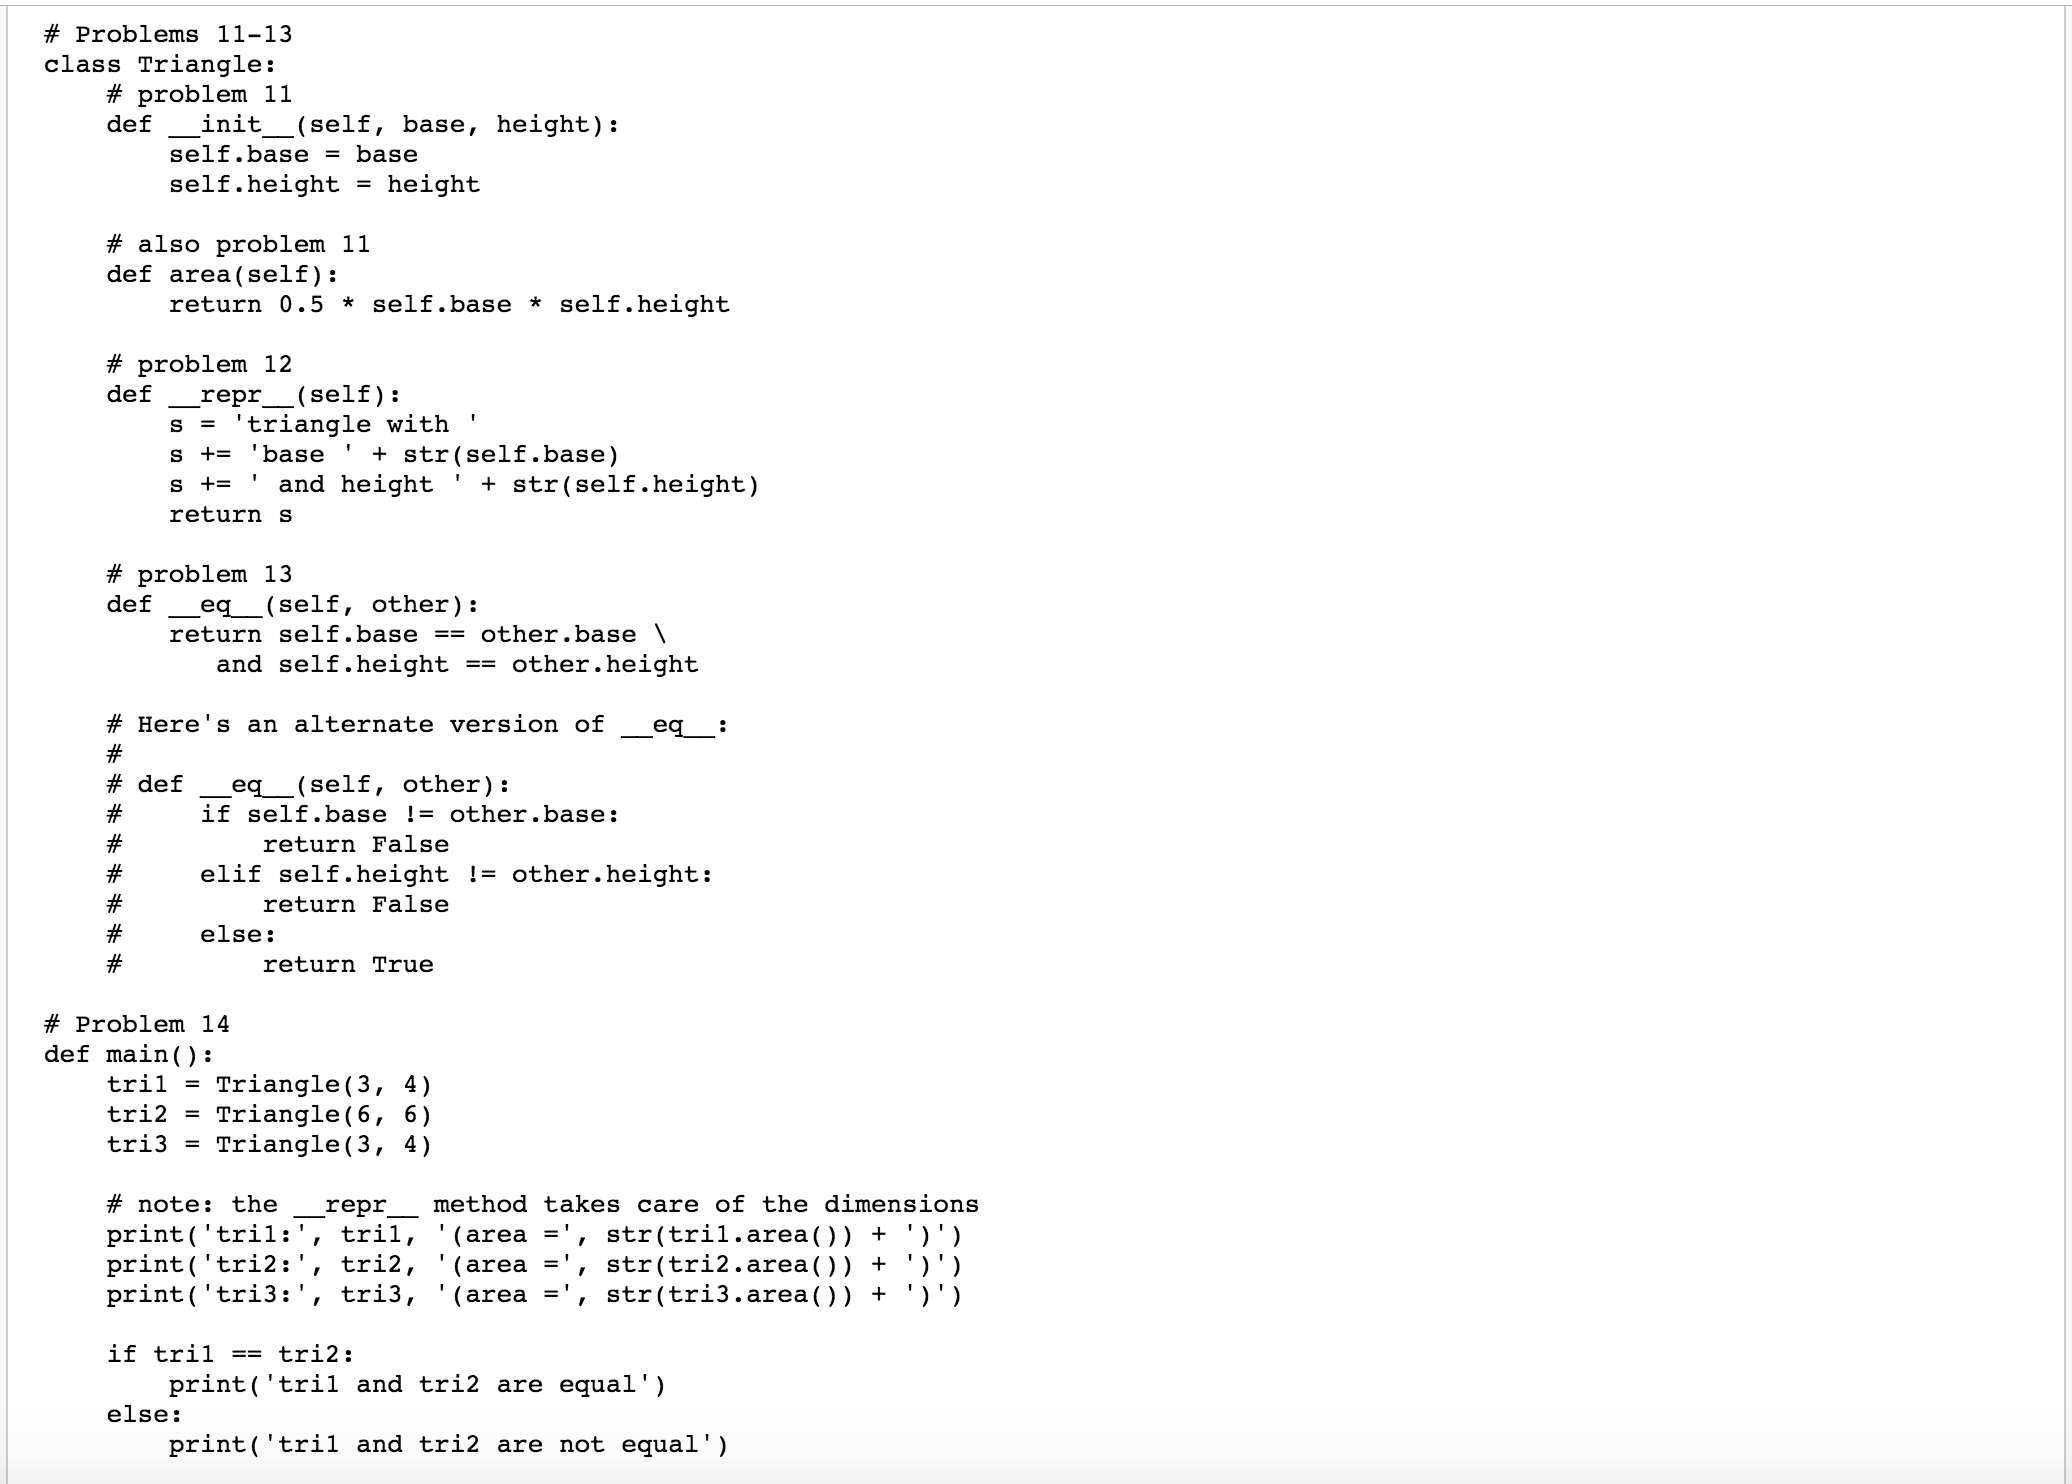 # Problems 11-13
class Triangle:
    # problem 11
    def __init__(self, base, height):
        self.base = base
        self.height = height

    # also problem 11
    def area(self):
        return 0.5 * self.base * self.height

    # problem 12
    def __repr__(self):
        s = 'triangle with '
        s += 'base ' + str(self.base)
        s += ' and height ' + str(self.height)
        return s

    # problem 13
    def __eq__(self, other):
        return self.base == other.base \
           and self.height == other.height

    # Here's an alternate version of __eq__:
    #
    # def __eq__(self, other):
    #     if self.base != other.base:
    #         return False
    #     elif self.height != other.height:
    #         return False
    #     else:
    #         return True

# Problem 14
def main():
    tri1 = Triangle(3, 4)
    tri2 = Triangle(6, 6)
    tri3 = Triangle(3, 4)

    # note: the __repr__ method takes care of the dimensions
    print('tri1:', tri1, '(area =', str(tri1.area()) + ')')
    print('tri2:', tri2, '(area =', str(tri2.area()) + ')')
    print('tri3:', tri3, '(area =', str(tri3.area()) + ')')

    if tri1 == tri2:
        print('tri1 and tri2 are equal')
    else:
        print('tri1 and tri2 are not equal')